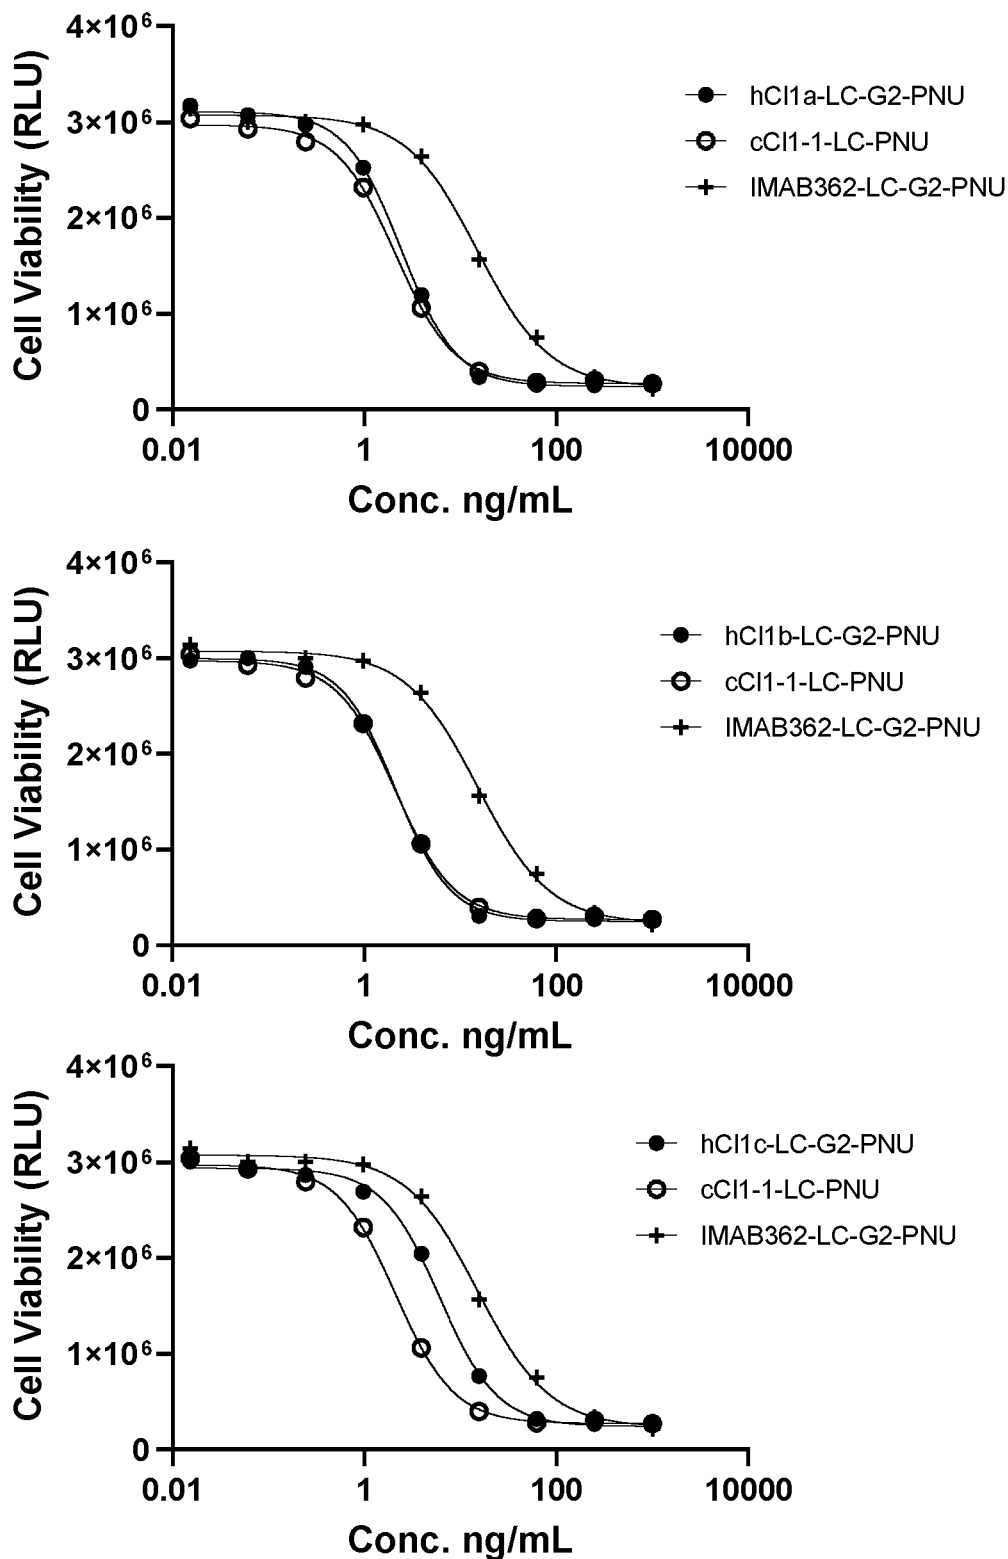 Cell Viability (RLU)
4×10⁶
3×10⁶
2×10⁶
1×10⁶
0
0.01 1 100 10000
Conc. ng/mL
hCl1a-LC-G2-PNU
cCl1-1-LC-PNU
IMAB362-LC-G2-PNU
Cell Viability (RLU)
4×10⁶
3×10⁶
2×10⁶
1×10⁶
0
0.01 1 100 10000
Conc. ng/mL
hCl1b-LC-G2-PNU
cCl1-1-LC-PNU
IMAB362-LC-G2-PNU
Cell Viability (RLU)
4×10⁶
3×10⁶
2×10⁶
1×10⁶
0
0.01 1 100 10000
Conc. ng/mL
hCl1c-LC-G2-PNU
cCl1-1-LC-PNU
IMAB362-LC-G2-PNU